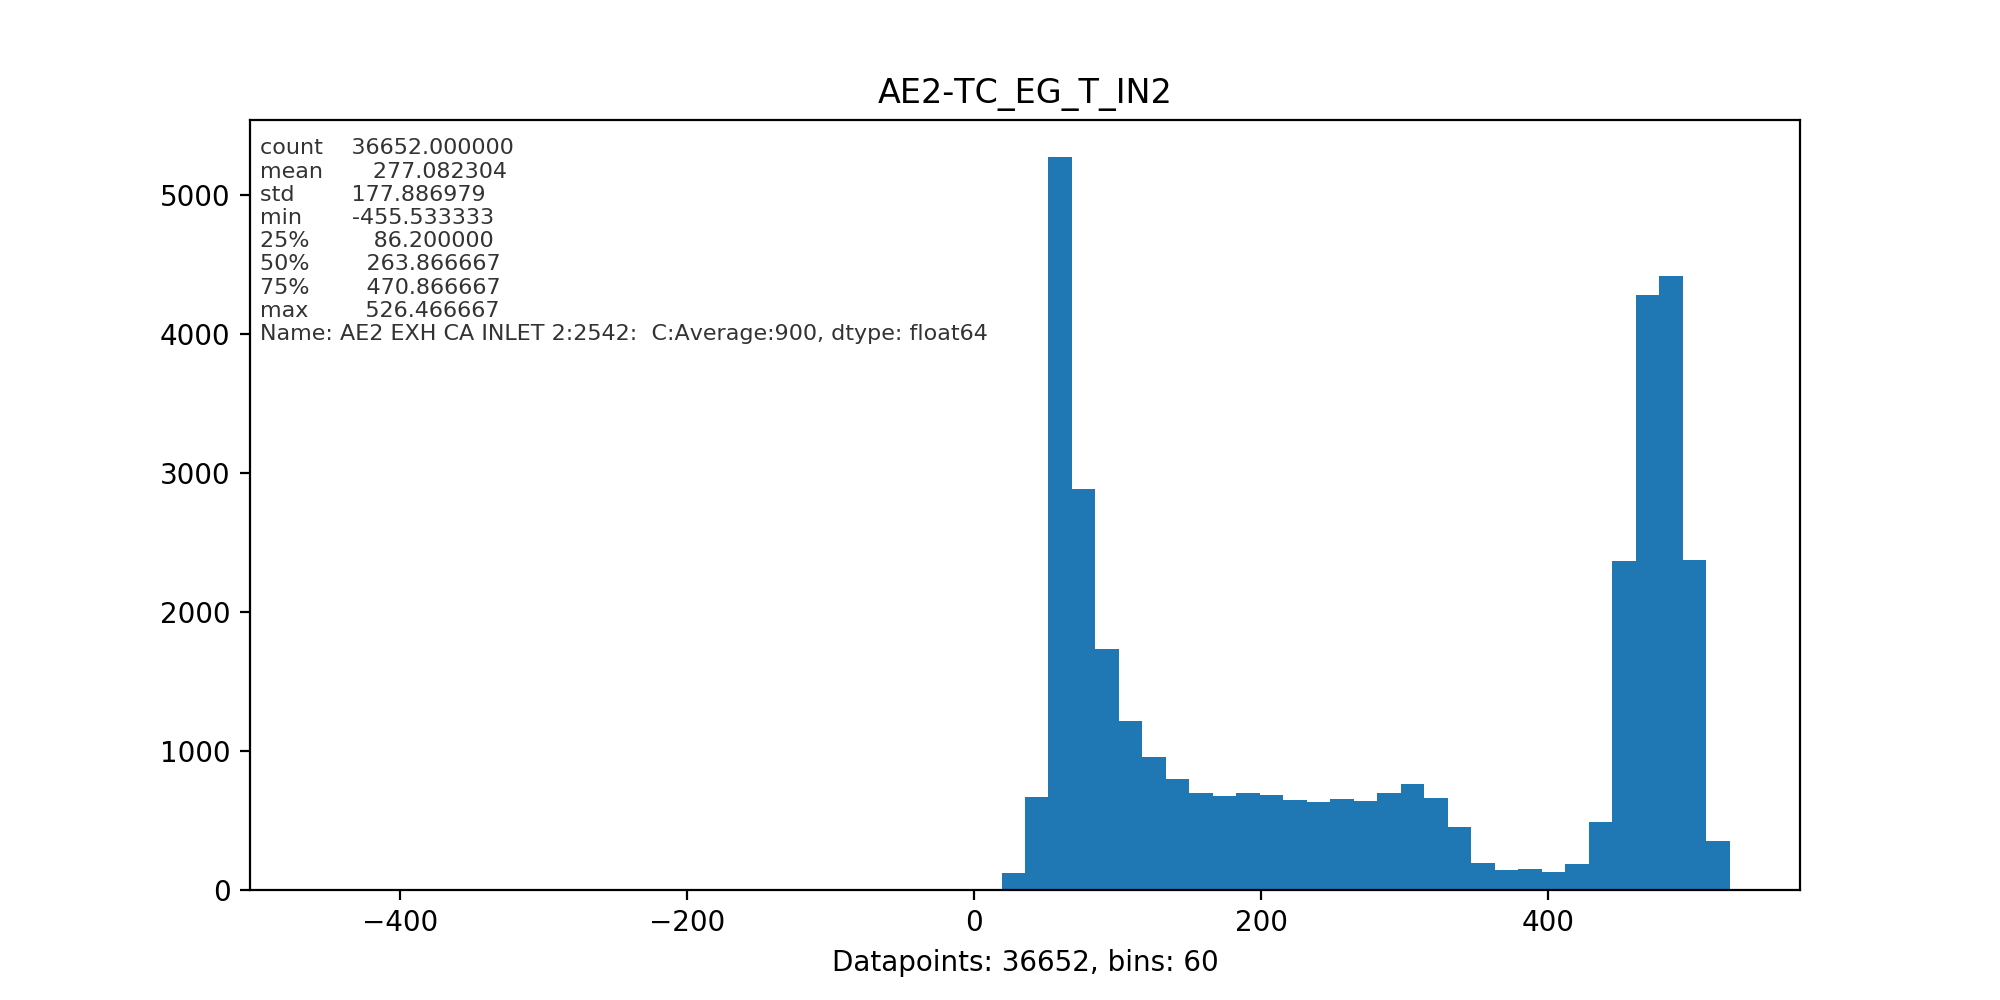 AE2-TC_EG_T_IN2
count 36652.000000
mean 277.082304
std 177.886979
min -455.533333
25% 86.200000
50% 263.866667
75% 470.866667
max 526.466667
Name: AE2 EXH CA INLET 2:2542:  C:Average:900, dtype: float64
5000
4000
3000
2000
1000
0
−400 −200 0 200 400
Datapoints: 36652, bins: 60